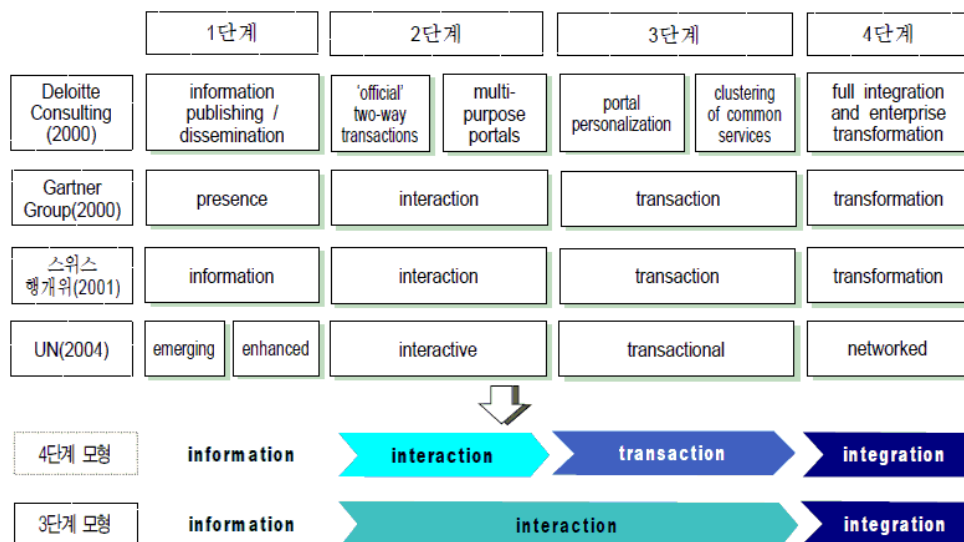 1단계
2단계
3단계
4단계
Deloitte
Consulting
(2000)
information
publishing /
dissemination
'official'
two-way
transactions
multi-
purpose
portals
portal
personalization
clustering
of common
services
full integration
and enterprise
transformation
Gartner
Group(2000)
presence
interaction
transaction
transformation
스위스
행개위(2001)
information
interaction
transaction
transformation
UN(2004)
emerging
enhanced
interactive
transactional
networked
4단계 모형
information
interaction
transaction
integration
3단계 모형
information
interaction
integration